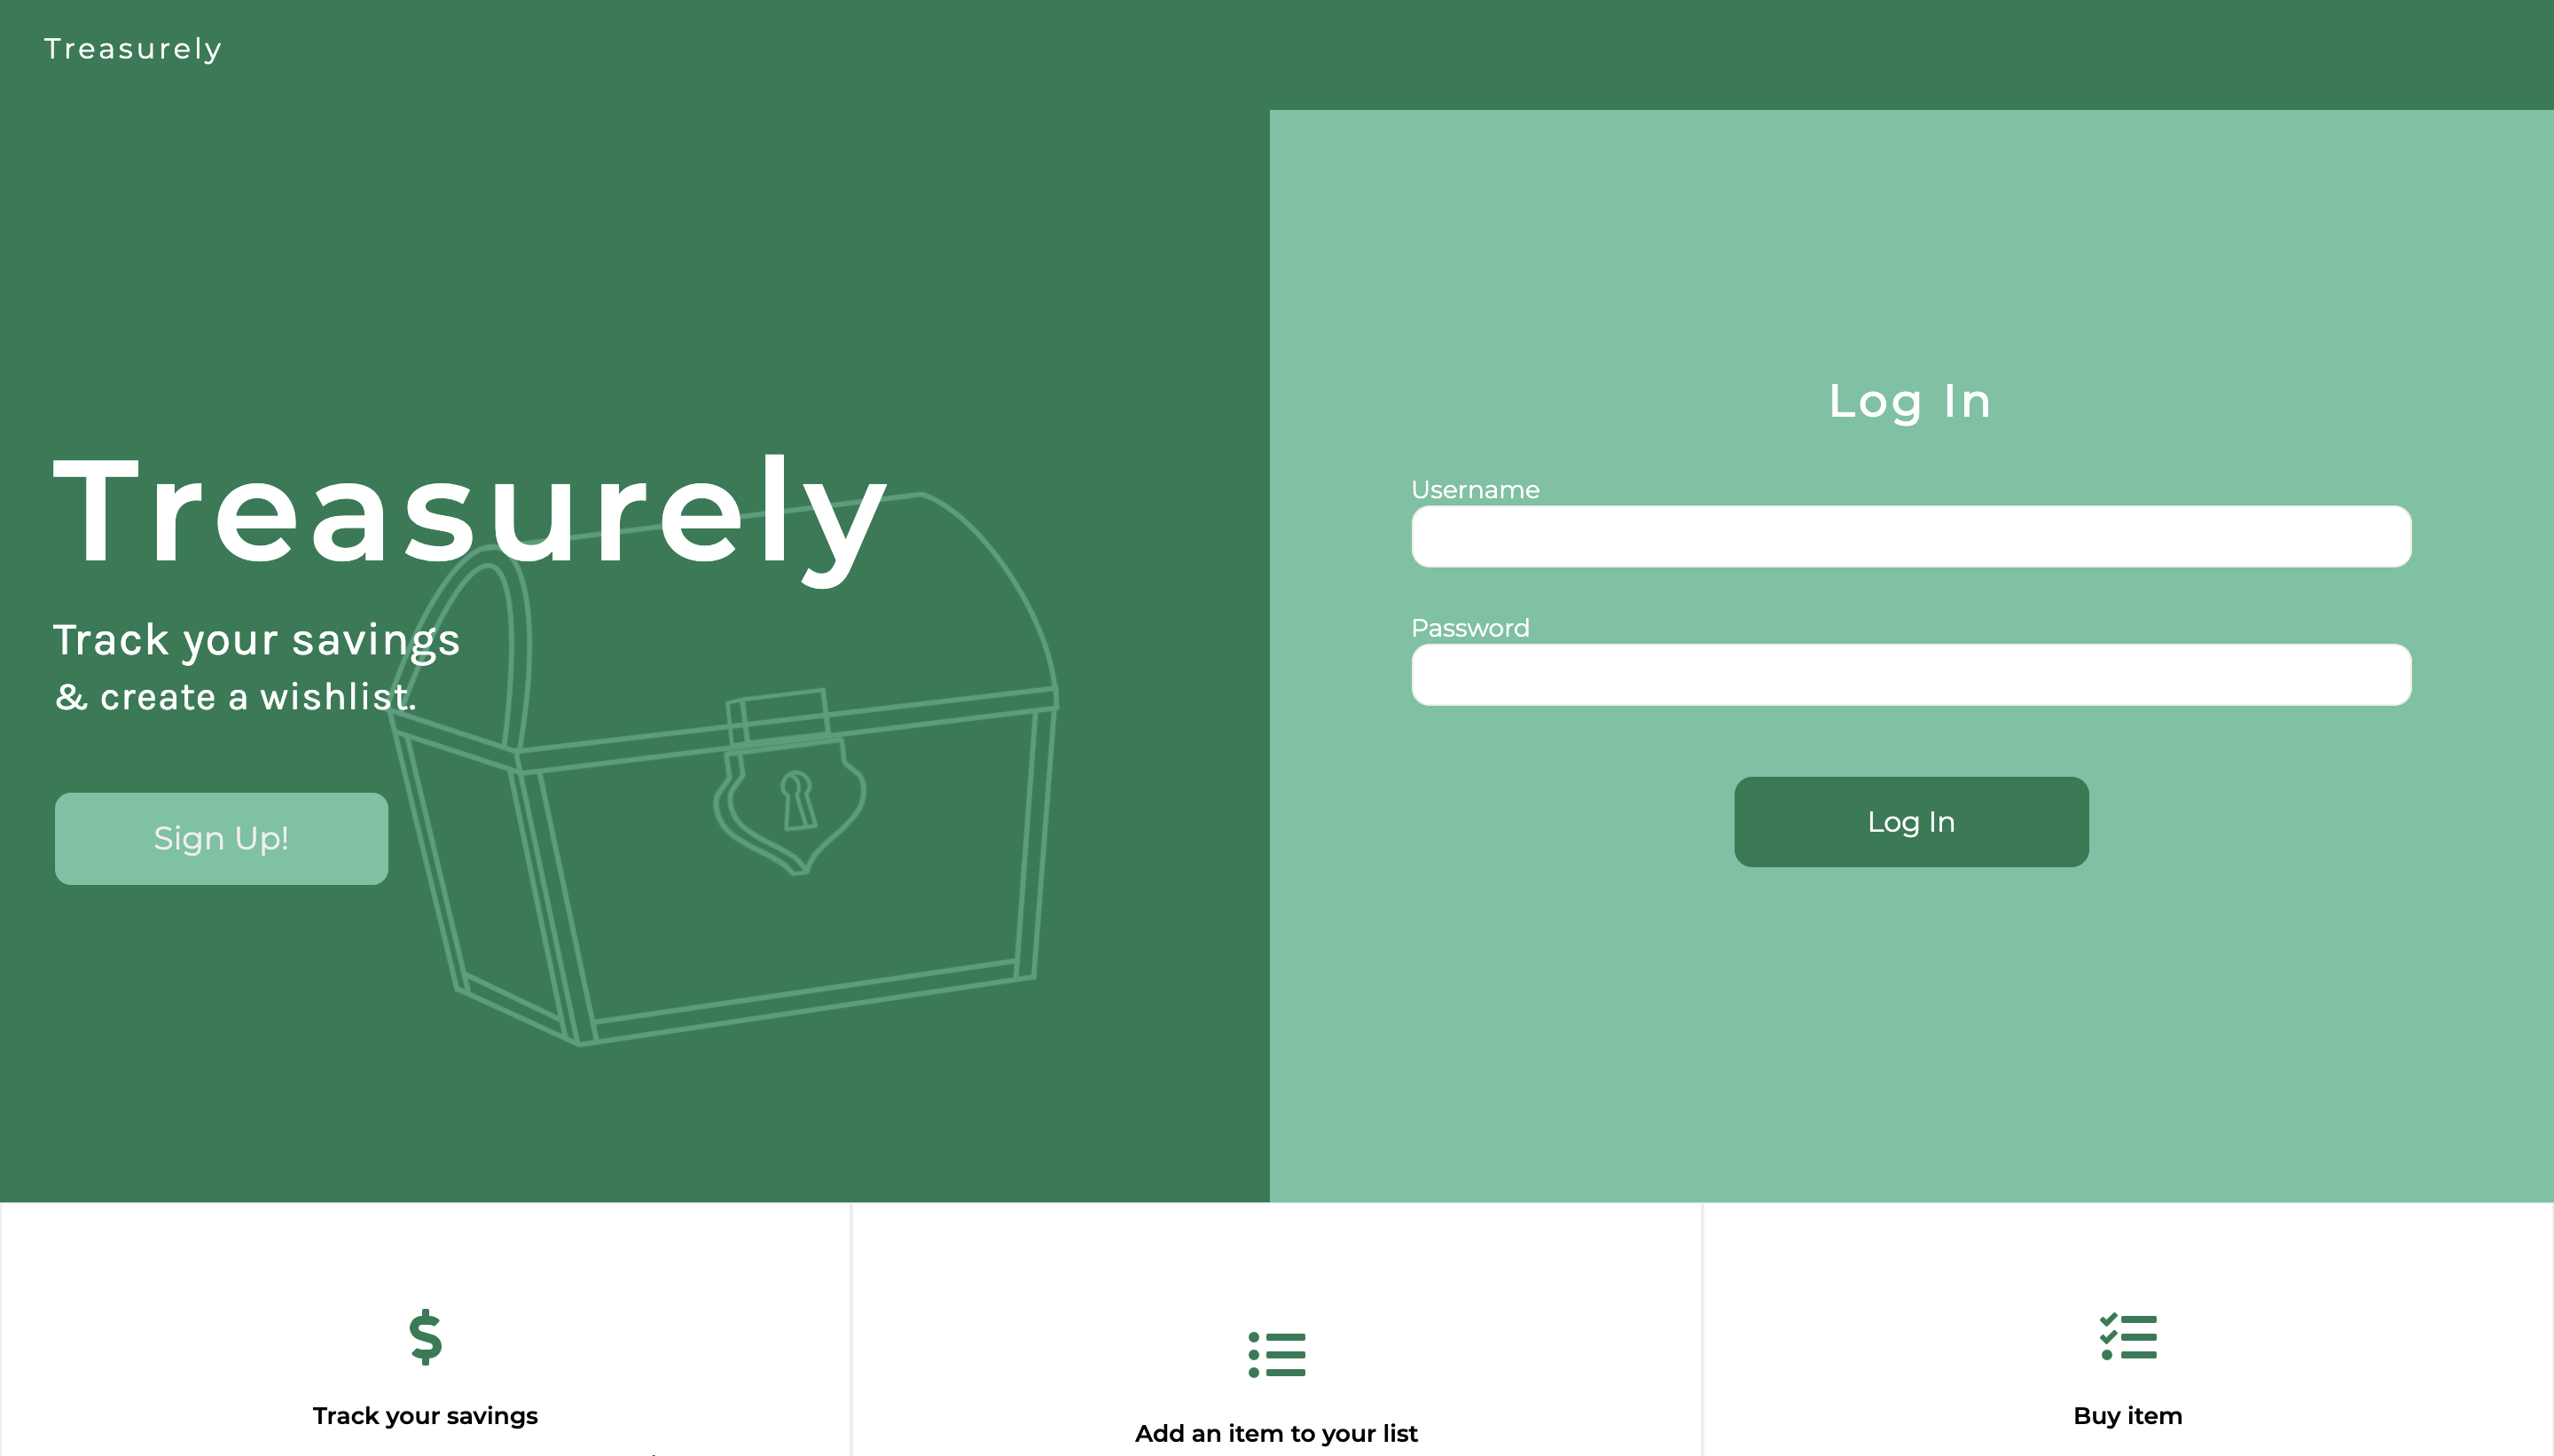 Treasurely
Treasurely
Track your savings
& create a wishlist.
Sign Up!
Log In
Username
Password
Log In
Track your savings
Add an item to your list
Buy item